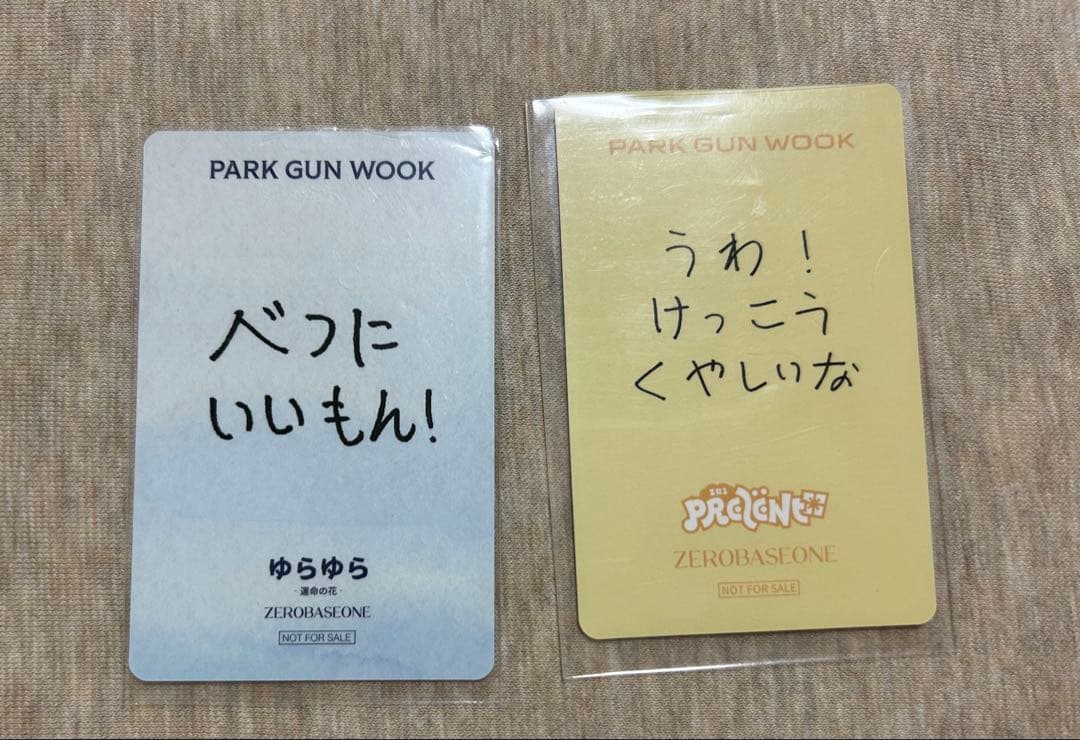 PARK GUN WOOK
べつに
いいもん!
ゆらゆら
-運命の花-
ZEROBASEONE
NOT FOR SALE
PARK GUN WOOK
うわ!
けっこう
くやしいな
PREZENT
ZEROBASEONE
NOT FOR SALE